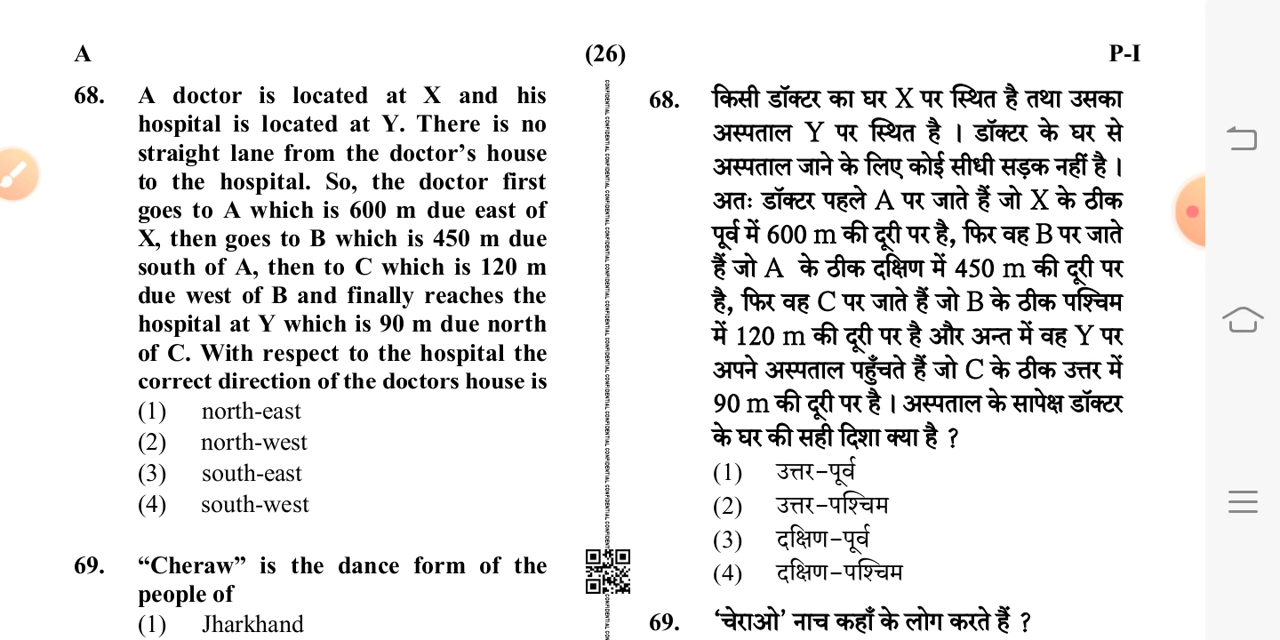 A
(26)
P-I
68. A doctor is located at X and his
hospital is located at Y. There is no
straight lane from the doctor's house
to the hospital. So, the doctor first
goes to A which is 600 m due east of
X, then goes to B which is 450 m due
south of A, then to C which is 120 m
due west of B and finally reaches the
hospital at Y which is 90 m due north
of C. With respect to the hospital the
correct direction of the doctors house is
(1) north-east
(2) north-west
(3) south-east
(4) south-west
69. “Cheraw” is the dance form of the
people of
(1) Jharkhand
68. किसी डॉक्टर का घर X पर स्थित है तथा उसका
अस्पताल Y पर स्थित है । डॉक्टर के घर से
अस्पताल जाने के लिए कोई सीधी सड़क नहीं है ।
अतः डॉक्टर पहले A पर जाते हैं जो X के ठीक
पूर्व में 600 m की दूरी पर है, फिर वह B पर जाते
हैं जो A के ठीक दक्षिण में 450 m की दूरी पर
है, फिर वह C पर जाते हैं जो B के ठीक पश्चिम
में 120 m की दूरी पर है और अन्त में वह Y पर
अपने अस्पताल पहुँचते हैं जो C के ठीक उत्तर में
90 m की दूरी पर है । अस्पताल के सापेक्ष डॉक्टर
के घर की सही दिशा क्या है ?
(1) उत्तर-पूर्व
(2) उत्तर-पश्चिम
(3) दक्षिण-पूर्व
(4) दक्षिण-पश्चिम
69. ‘चेराओ’ नाच कहाँ के लोग करते हैं ?